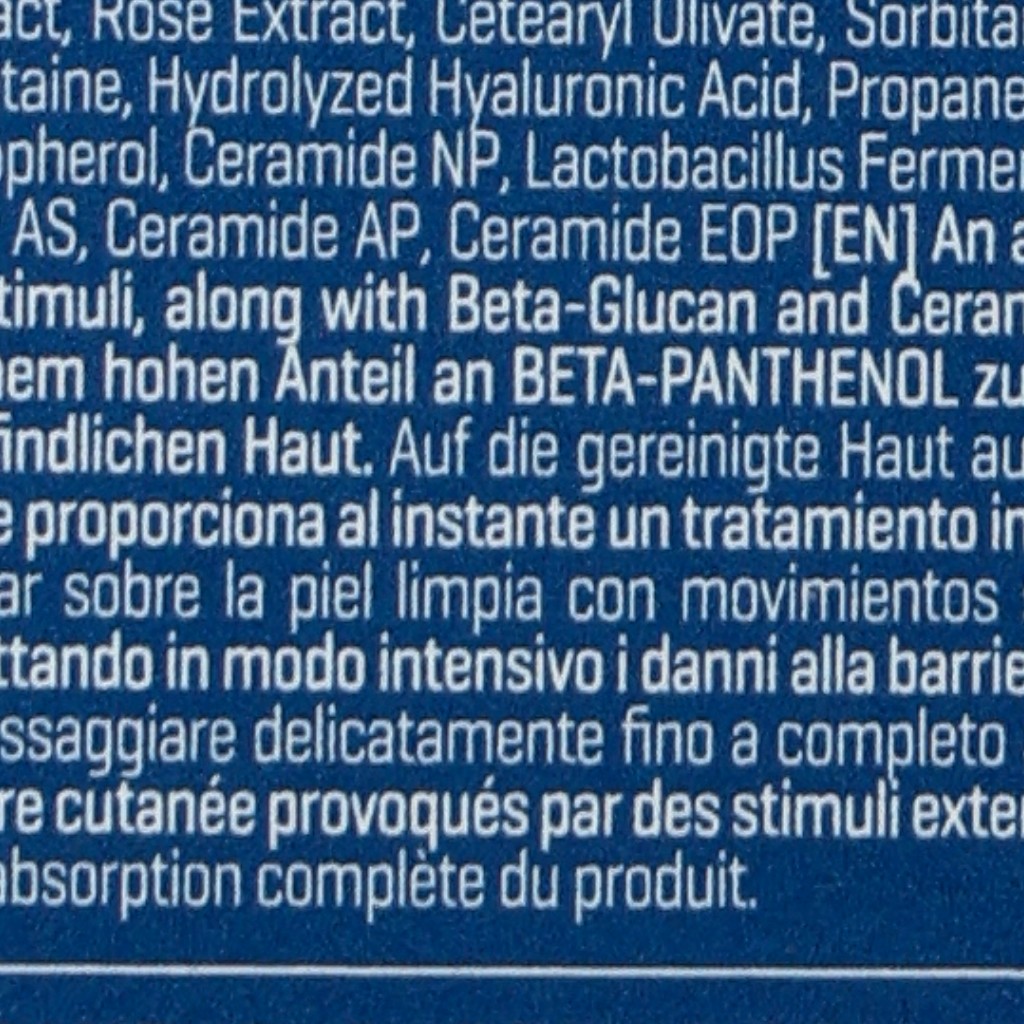 act, Rose Extract, Cetearyl Olivate, Sorbita
taine, Hydrolyzed Hyaluronic Acid, Propane
opherol, Ceramide NP, Lactobacillus Fermer
AS, Ceramide AP, Ceramide EOP [EN] An a
timuli, along with Beta-Glucan and Ceram
nem hohen Anteil an BETA-PANTHENOL zu
findlichen Haut. Auf die gereinigte Haut au
e proporciona al instante un tratamiento in
ar sobre la piel limpia con movimientos
ttando in modo intensivo i danni alla barrie
ssaggiare delicatamente fino a completo
re cutanée provoqués par des stimuli exter
absorption complète du produit.